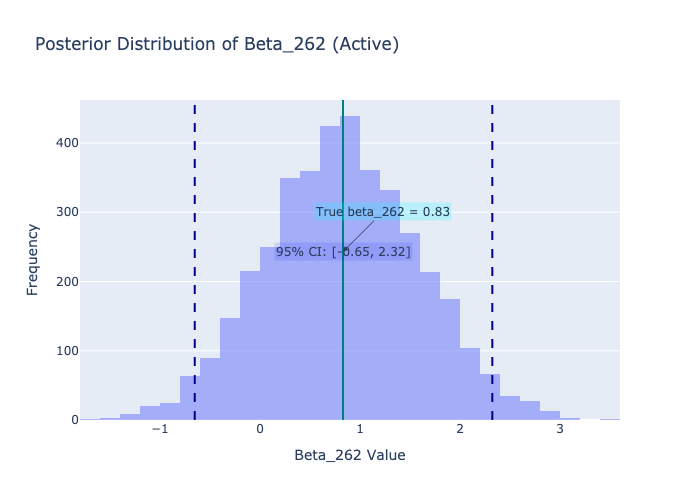 Posterior Distribution of Beta_262 (Active)
400
True beta_262 = 0.83
300
95% CI: [-0.65, 2.32]
200
100
0
−1
0
1
2
3
Frequency
Beta_262 Value